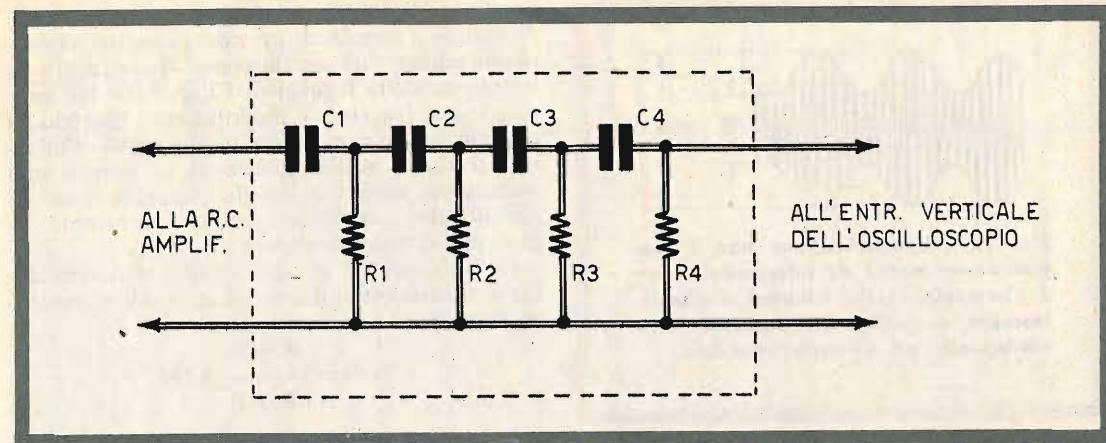 C1
C2
C3
C4
ALLA R.C.
AMPLIF.
R1
R2
R3
R4
ALL'ENTR. VERTICALE
DELL'OSCILLOSCOPIO